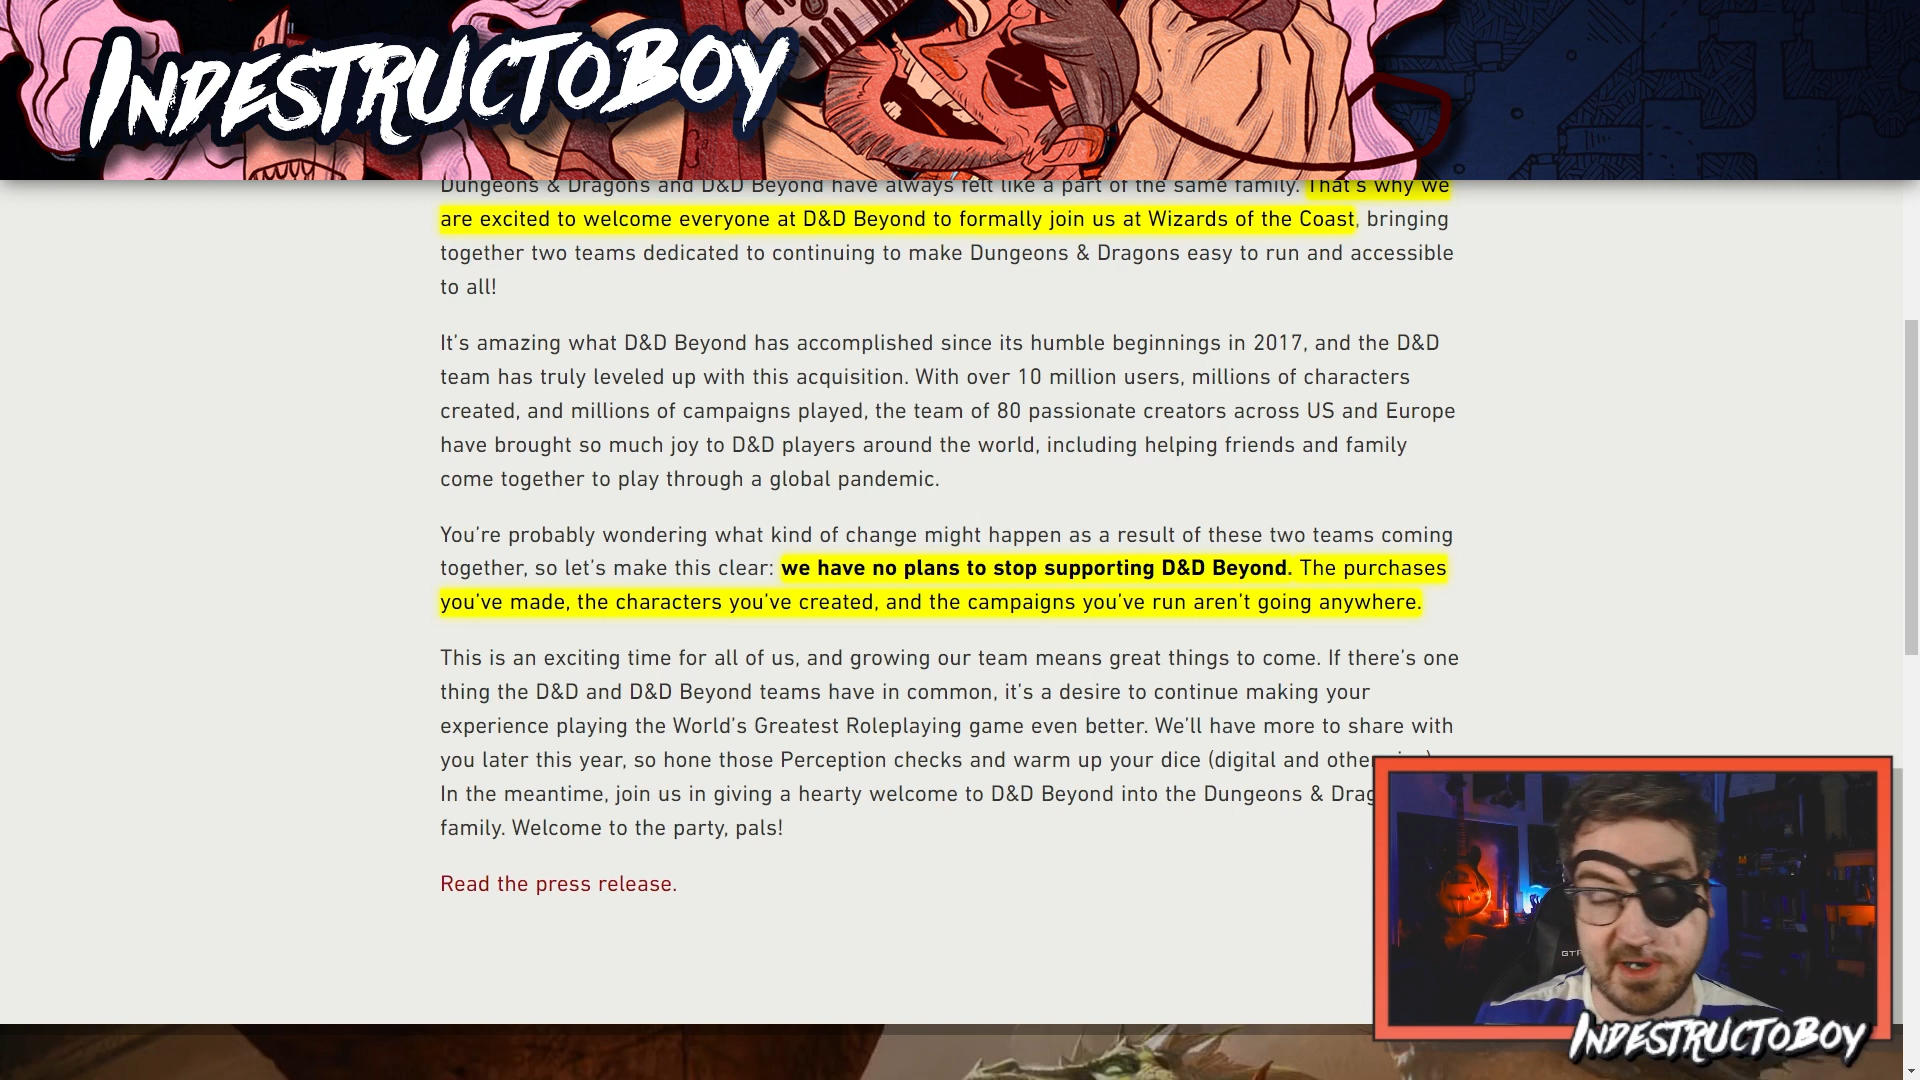 INDESTRUCTOBOY
Dungeons & Dragons and D&D Beyond have always felt like a part of the same family. That's why we
are excited to welcome everyone at D&D Beyond to formally join us at Wizards of the Coast, bringing
together two teams dedicated to continuing to make Dungeons & Dragons easy to run and accessible
to all!
It's amazing what D&D Beyond has accomplished since its humble beginnings in 2017, and the D&D
team has truly leveled up with this acquisition. With over 10 million users, millions of characters
created, and millions of campaigns played, the team of 80 passionate creators across US and Europe
have brought so much joy to D&D players around the world, including helping friends and family
come together to play through a global pandemic.
You're probably wondering what kind of change might happen as a result of these two teams coming
together, so let's make this clear: we have no plans to stop supporting D&D Beyond. The purchases
you've made, the characters you've created, and the campaigns you've run aren't going anywhere.
This is an exciting time for all of us, and growing our team means great things to come. If there's one
thing the D&D and D&D Beyond teams have in common, it's a desire to continue making your
experience playing the World's Greatest Roleplaying game even better. We'll have more to share with
you later this year, so hone those Perception checks and warm up your dice (digital and
In the meantime, join us in giving a hearty welcome to D&D Beyond into the Dungeons &
family. Welcome to the party, pals!
Read the press release.
INDESTRUCTOBOY